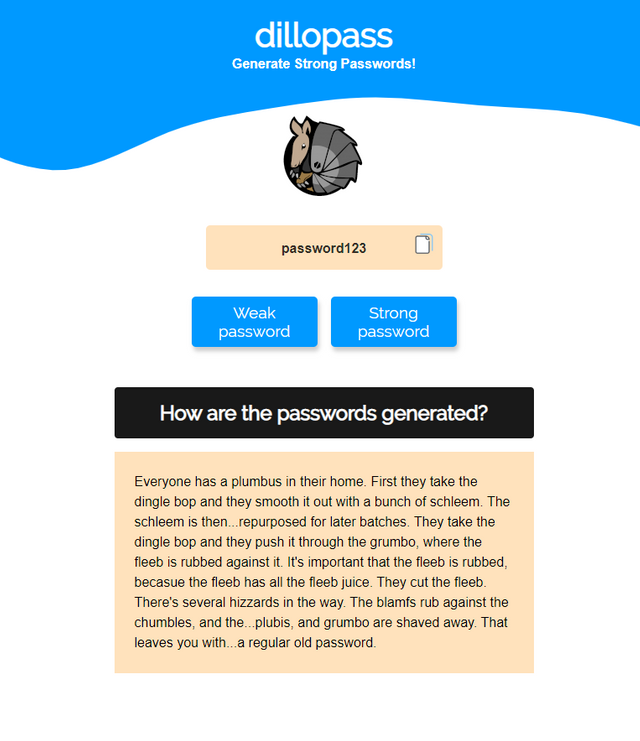 dillopass
Generate Strong Passwords!
password123
Weak
password
Strong
password
How are the passwords generated?
Everyone has a plumbus in their home. First they take the
dingle bop and they smooth it out with a bunch of schleem. The
schleem is then...repurposed for later batches. They take the
dingle bop and they push it through the grumbo, where the
fleeb is rubbed against it. It's important that the fleeb is rubbed,
becasue the fleeb has all the fleeb juice. They cut the fleeb.
There's several hizzards in the way. The blamfs rub against the
chumbles, and the...plubis, and grumbo are shaved away. That
leaves you with...a regular old password.